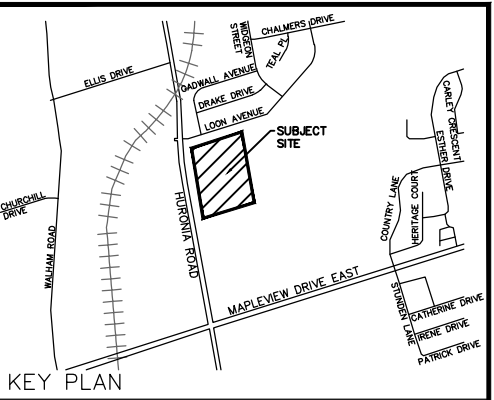 WIDGEON
STREET
CHALMERS DRIVE
TEAL PL
ELLIS DRIVE
GADWALL AVENUE
DRAKE DRIVE
LOON AVENUE
SUBJECT
SITE
CARLEY CRESCENT
ESTHER DRIVE
CHURCHILL
DRIVE
WALHAM ROAD
HURONIA ROAD
COUNTRY LANE
HERITAGE COURT
MAPLEVIEW DRIVE EAST
STUNDEN LANE
CATHERINE DRIVE
IRENE DRIVE
PATRICK DRIVE
KEY PLAN